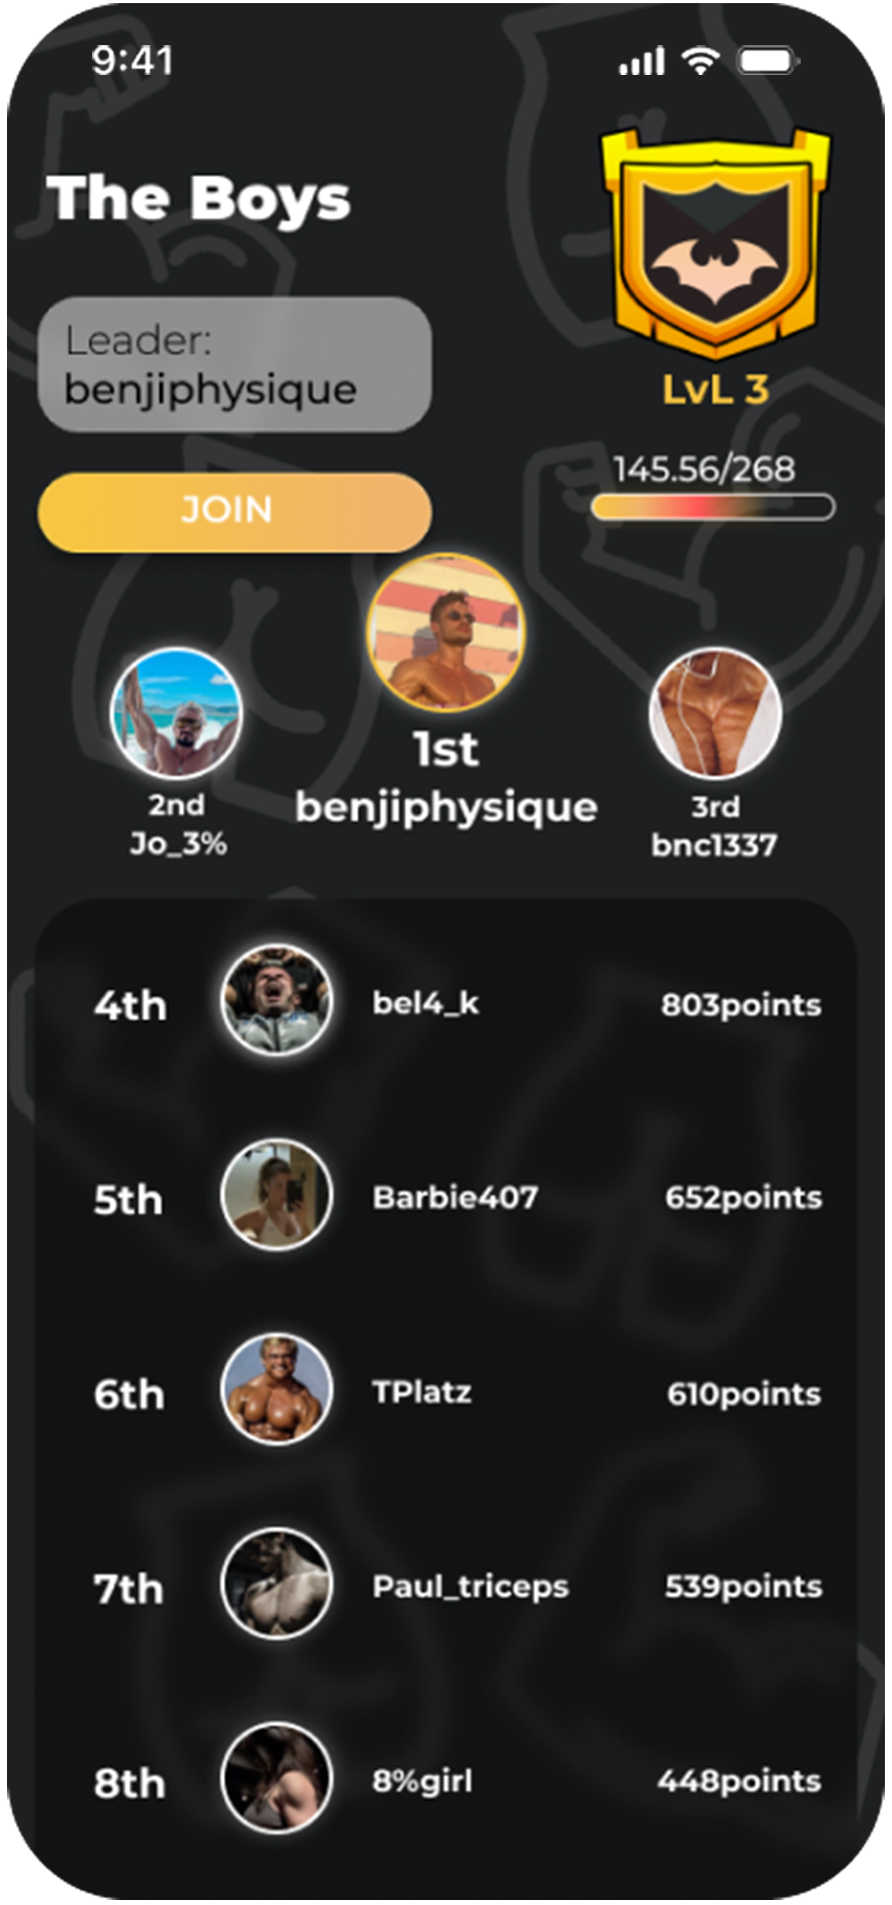 9:41
The Boys
Leader:
benjiphysique
LvL 3
145.56/268
JOIN
1st
benjiphysique
2nd
Jo_3%
3rd
bnc1337
4th bel4_k 803points
5th Barbie407 652points
6th TPlatz 610points
7th Paul_triceps 539points
8th 8%girl 448points